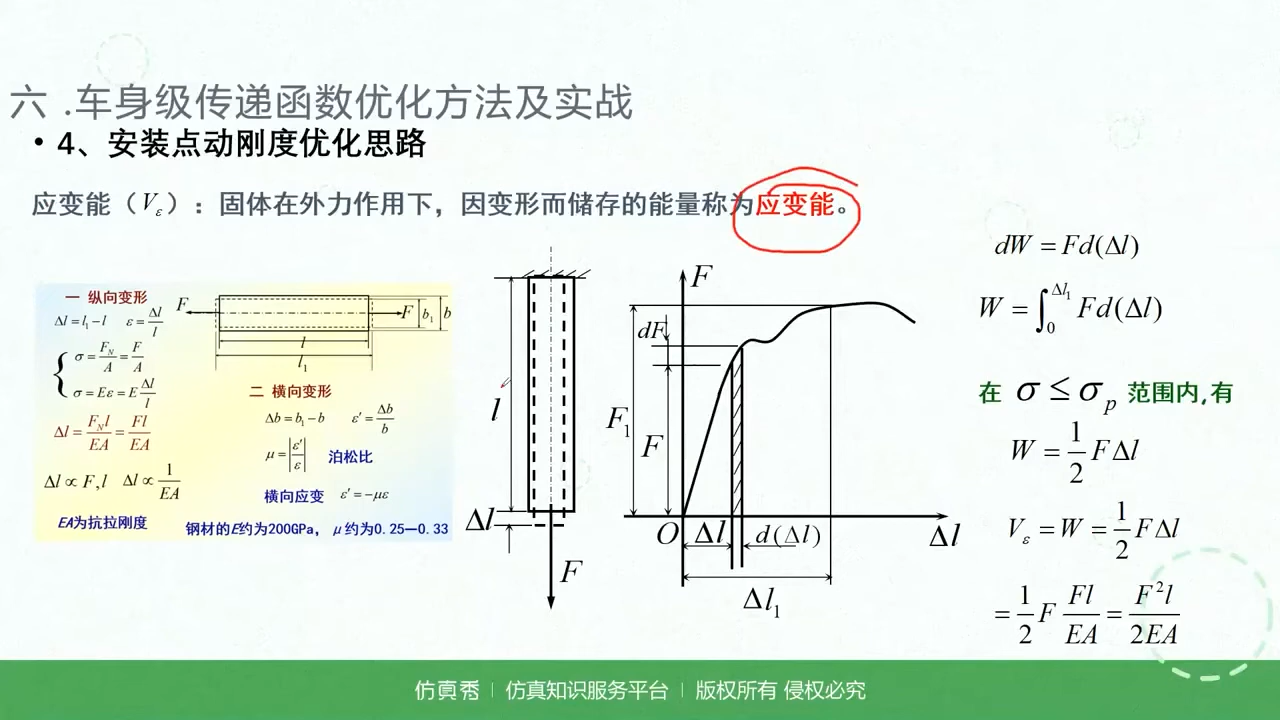 六 .车身级传递函数优化方法及实战
• 4、安装点动刚度优化思路
应变能（Vε）：固体在外力作用下，因变形而储存的能量称为应变能。
一 纵向变形
Δl = l₁ − l ε = Δl/l
σ = F_N/A = F/A
σ = Eε = E Δl/l
Δl = F_N l/EA = Fl/EA
Δl ∝ F,l Δl ∝ 1/EA
EA为抗拉刚度
F F b₁ b
l
l₁
二 横向变形
Δb = b₁ − b ε′ = Δb/b
μ = |ε′/ε| 泊松比
横向应变 ε′ = −με
钢材的E约为200GPa，μ约为0.25—0.33
l
Δl
F
F
dF
F₁
F
O Δl d(Δl) Δl
Δl₁
dW = Fd(Δl)
W = ∫₀^Δl₁ Fd(Δl)
在 σ ≤ σ_p 范围内,有
W = 1/2 FΔl
Vε = W = 1/2 FΔl
= 1/2 F Fl/EA = F²l/2EA
仿真秀 | 仿真知识服务平台 | 版权所有 侵权必究